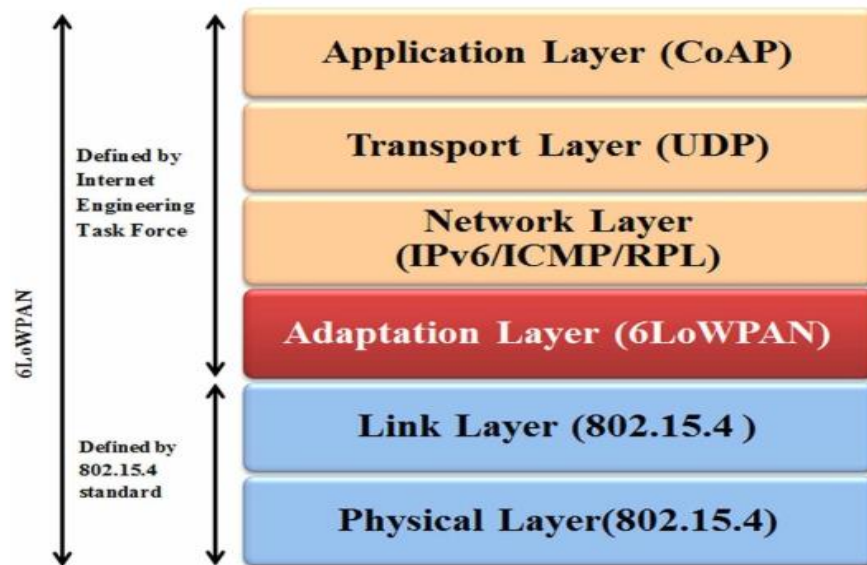 6LoWPAN
Defined by
Internet
Engineering
Task Force
Defined by
802.15.4
standard
Application Layer (CoAP)
Transport Layer (UDP)
Network Layer
(IPv6/ICMP/RPL)
Adaptation Layer (6LoWPAN)
Link Layer (802.15.4 )
Physical Layer(802.15.4)